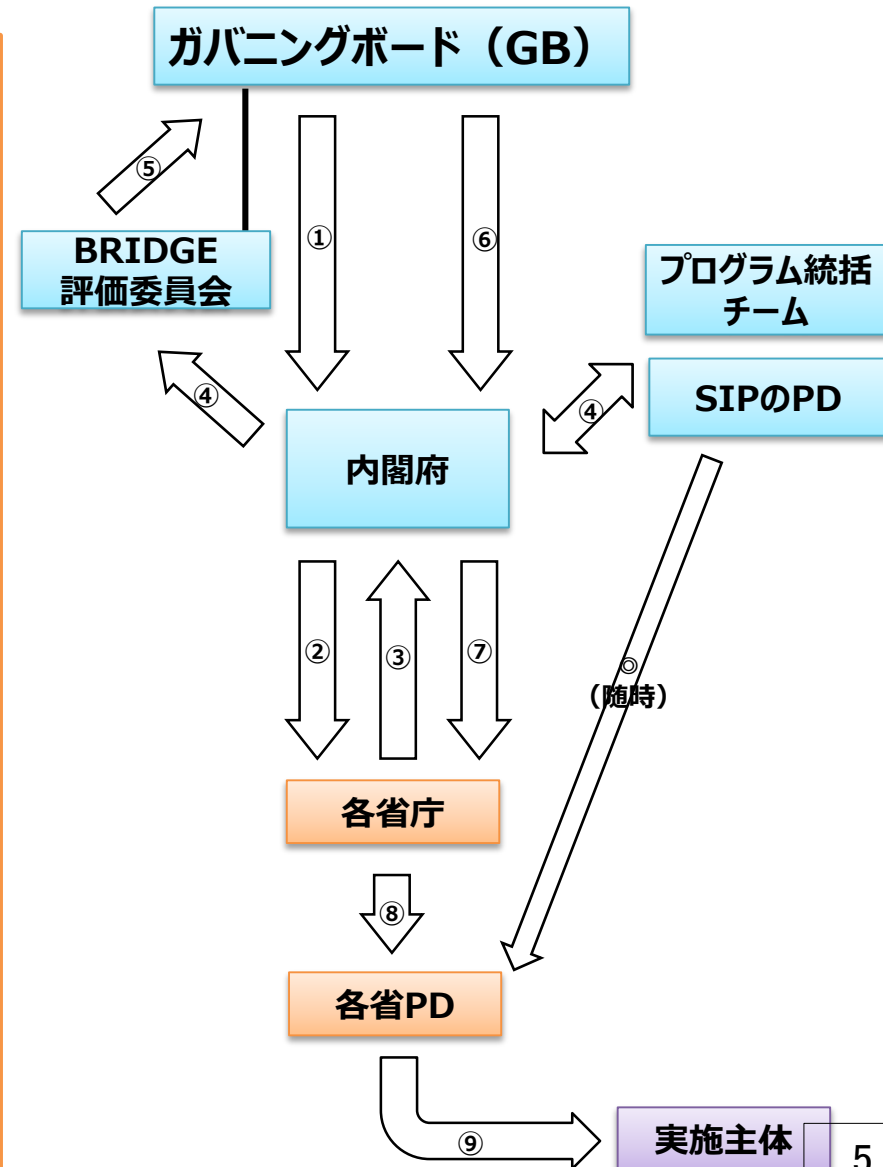 ガバニングボード（GB）
⑤
①
⑥
BRIDGE
評価委員会
プログラム統括
チーム
④
④
SIPのPD
内閣府
②
③
⑦
◎
（随時）
各省庁
⑧
各省PD
⑨
実施主体
5